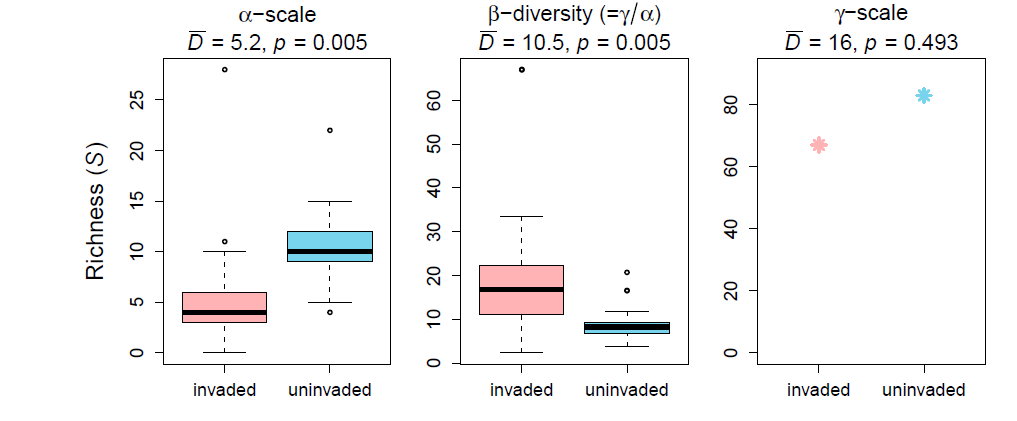 α−scale
D̅ = 5.2, p = 0.005
β−diversity (=γ/α)
D̅ = 10.5, p = 0.005
γ−scale
D̅ = 16, p = 0.493
Richness (S)
25
20
15
10
5
0
invaded
uninvaded
60
50
40
30
20
10
0
invaded
uninvaded
80
60
40
20
0
invaded
uninvaded